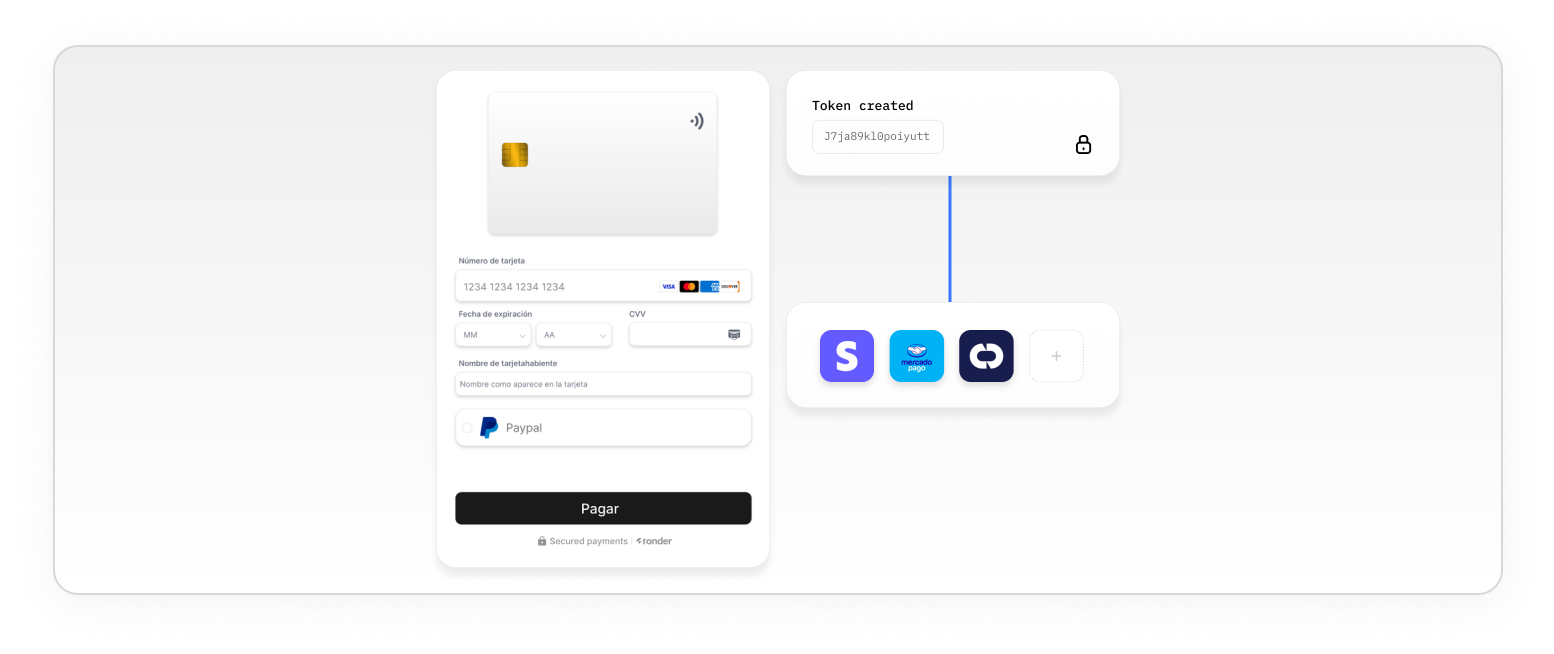 Número de tarjeta
1234 1234 1234 1234
VISA
DISCOVER
Fecha de expiración
CVV
MM
AA
Nombre de tarjetahabiente
Nombre como aparece en la tarjeta
Paypal
Pagar
Secured payments | ronder
Token created
J7ja89kl0poiyutt
S
mercado
pago
+